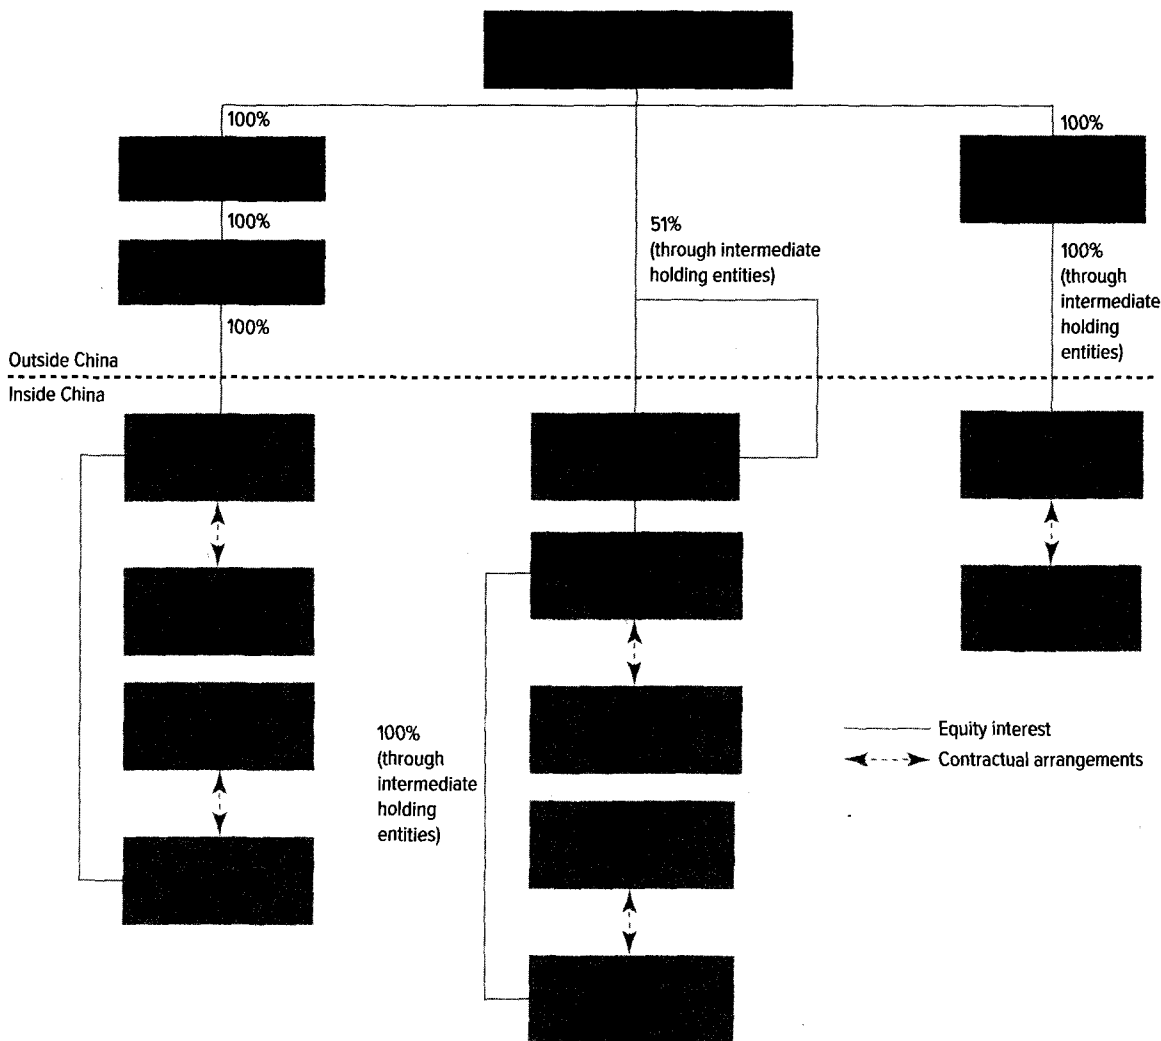 100%
100%
100%
51%
(through intermediate
holding entities)
100%
100%
(through
intermediate
holding
entities)
100%
Outside China
Inside China
100%
(through
intermediate
holding
entities)
Equity interest
Contractual arrangements